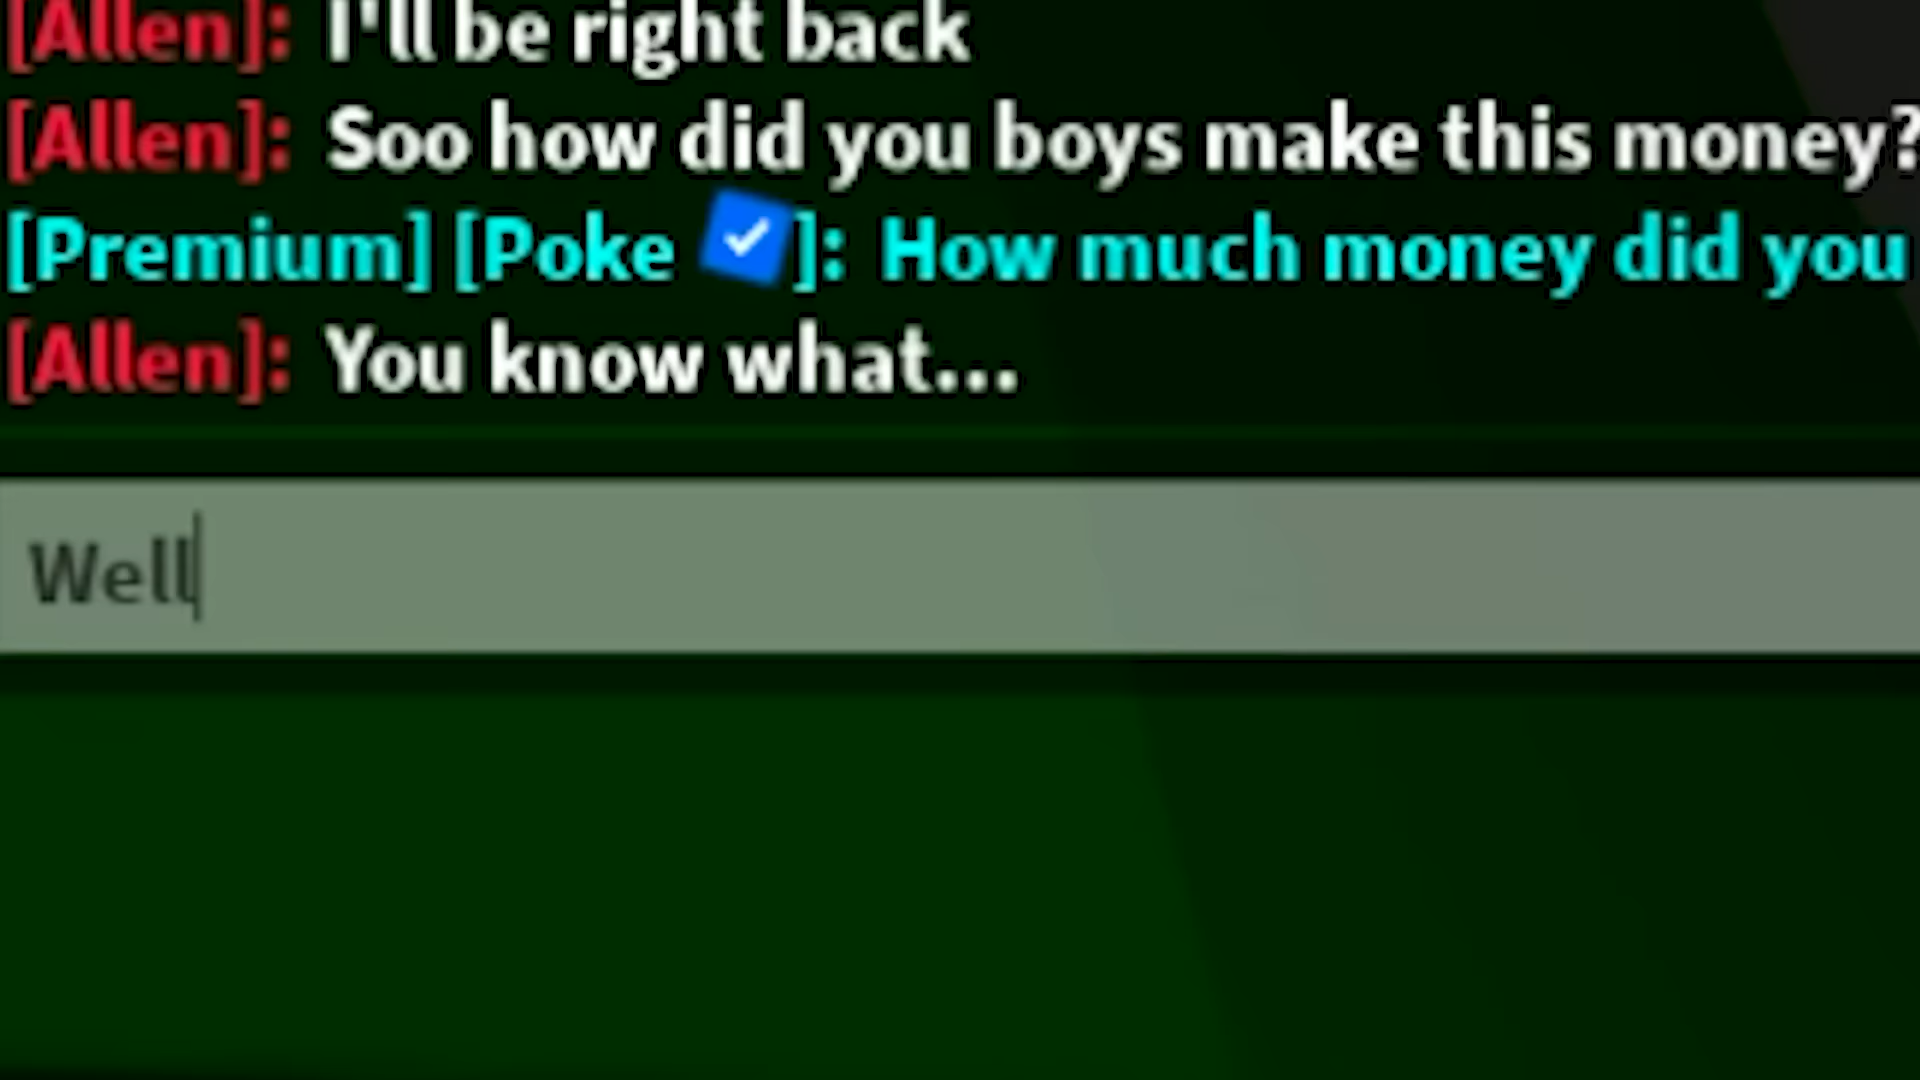 [Allen]: I'll be right back
[Allen]: Soo how did you boys make this money?
[Premium] [Poke ✓]: How much money did you
[Allen]: You know what...
Well